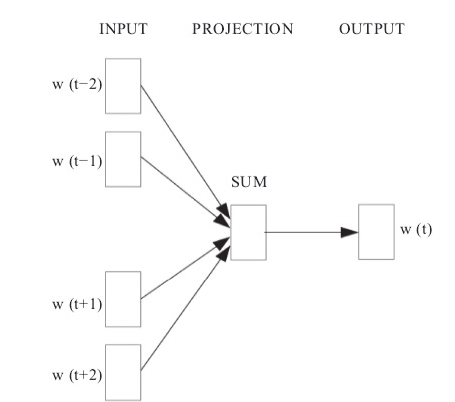 INPUT PROJECTION OUTPUT
w (t−2)
w (t−1)
SUM
w (t)
w (t+1)
w (t+2)